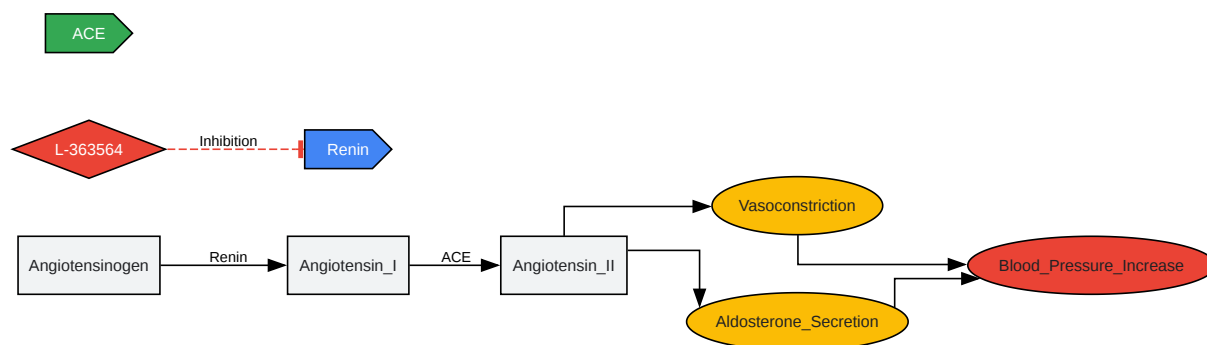 ACE
L-363564
Inhibition
Renin
Angiotensinogen
Renin
Angiotensin_I
ACE
Angiotensin_II
Vasoconstriction
Aldosterone_Secretion
Blood_Pressure_Increase